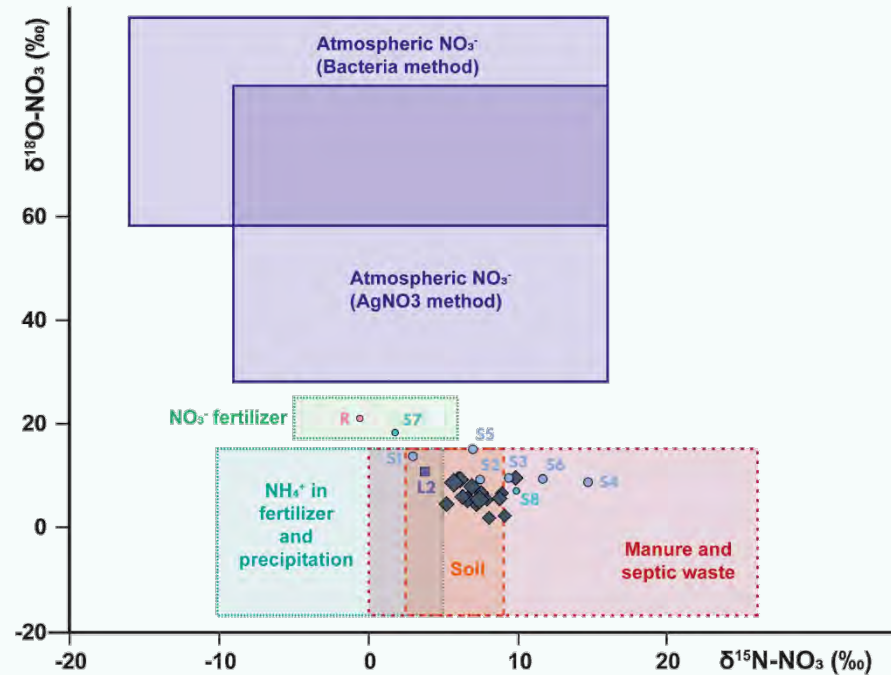 Atmospheric NO₃⁻
(Bacteria method)
δ¹⁸O-NO₃ (‰)
60
Atmospheric NO₃⁻
(AgNO3 method)
40
20
NO₃⁻ fertilizer
R
S7
S5
S1
S2
S3
S6
S4
L2
S8
NH₄⁺ in
fertilizer
and
precipitation
0
Soil
Manure and
septic waste
-20
-20
-10
0
10
20
δ¹⁵N-NO₃ (‰)